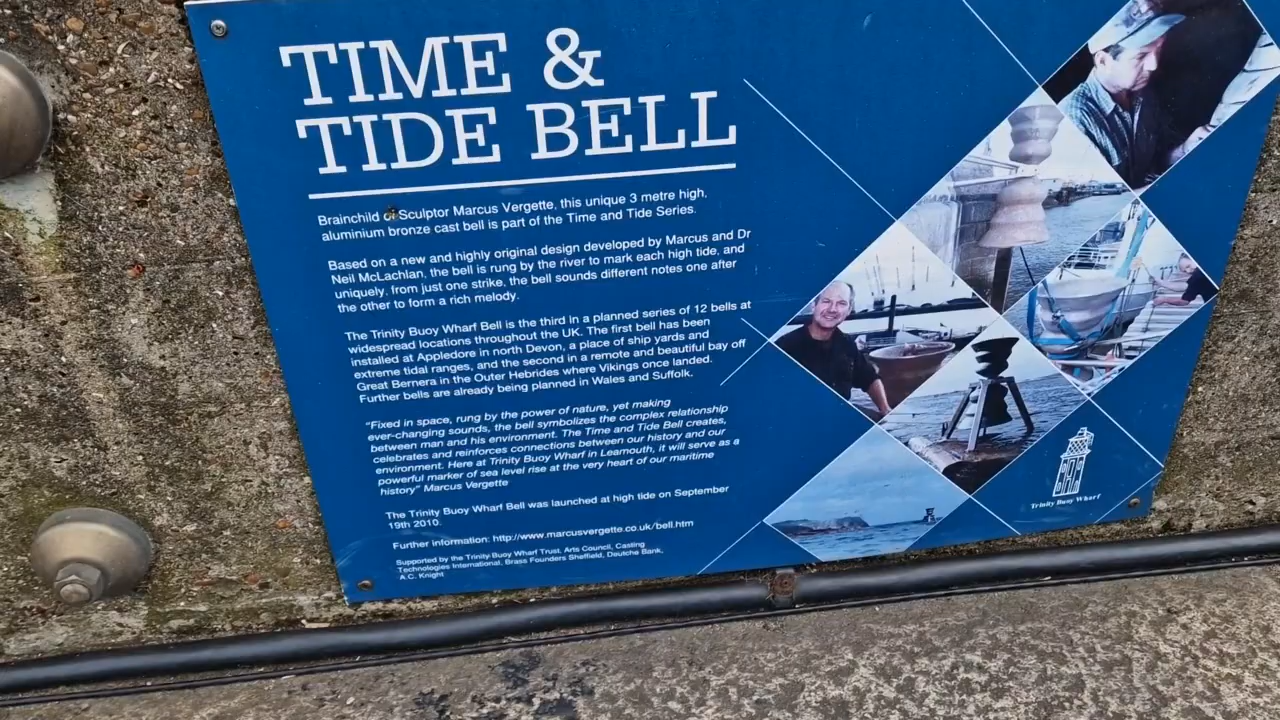 TIME &
TIDE BELL
Brainchild of Sculptor Marcus Vergette, this unique 3 metre high,
aluminium bronze cast bell is part of the Time and Tide Series.
Based on a new and highly original design developed by Marcus and Dr
Neil McLachlan, the bell is rung by the river to mark each high tide, and
uniquely, from just one strike, the bell sounds different notes one after
the other to form a rich melody.
The Trinity Buoy Wharf Bell is the third in a planned series of 12 bells at
widespread locations throughout the UK. The first bell has been
installed at Appledore in north Devon, a place of ship yards and
extreme tidal ranges, and the second in a remote and beautiful bay off
Great Bernera in the Outer Hebrides where Vikings once landed.
Further bells are already being planned in Wales and Suffolk.
"Fixed in space, rung by the power of nature, yet making
ever-changing sounds, the bell symbolizes the complex relationship
between man and his environment. The Time and Tide Bell creates,
celebrates and reinforces connections between our history and our
environment. Here at Trinity Buoy Wharf in Leamouth, it will serve as a
powerful marker of sea level rise at the very heart of our maritime
history" Marcus Vergette
The Trinity Buoy Wharf Bell was launched at high tide on September
19th 2010.
Further information: http://www.marcusvergette.co.uk/bell.htm
Supported by the Trinity Buoy Wharf Trust, Arts Council, Casting
Technologies International, Brass Founders Sheffield, Deutche Bank,
A.C. Knight
Trinity Buoy Wharf